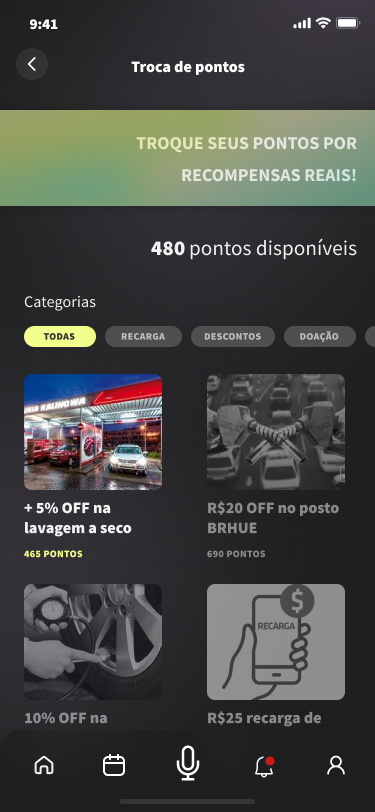 9:41
Troca de pontos
TROQUE SEUS PONTOS POR
RECOMPENSAS REAIS!
480 pontos disponíveis
Categorias
TODAS
RECARGA
DESCONTOS
DOAÇÃO
+ 5% OFF na
lavagem a seco
465 PONTOS
R$20 OFF no posto
BRHUE
690 PONTOS
RECARGA
10% OFF na
R$25 recarga de